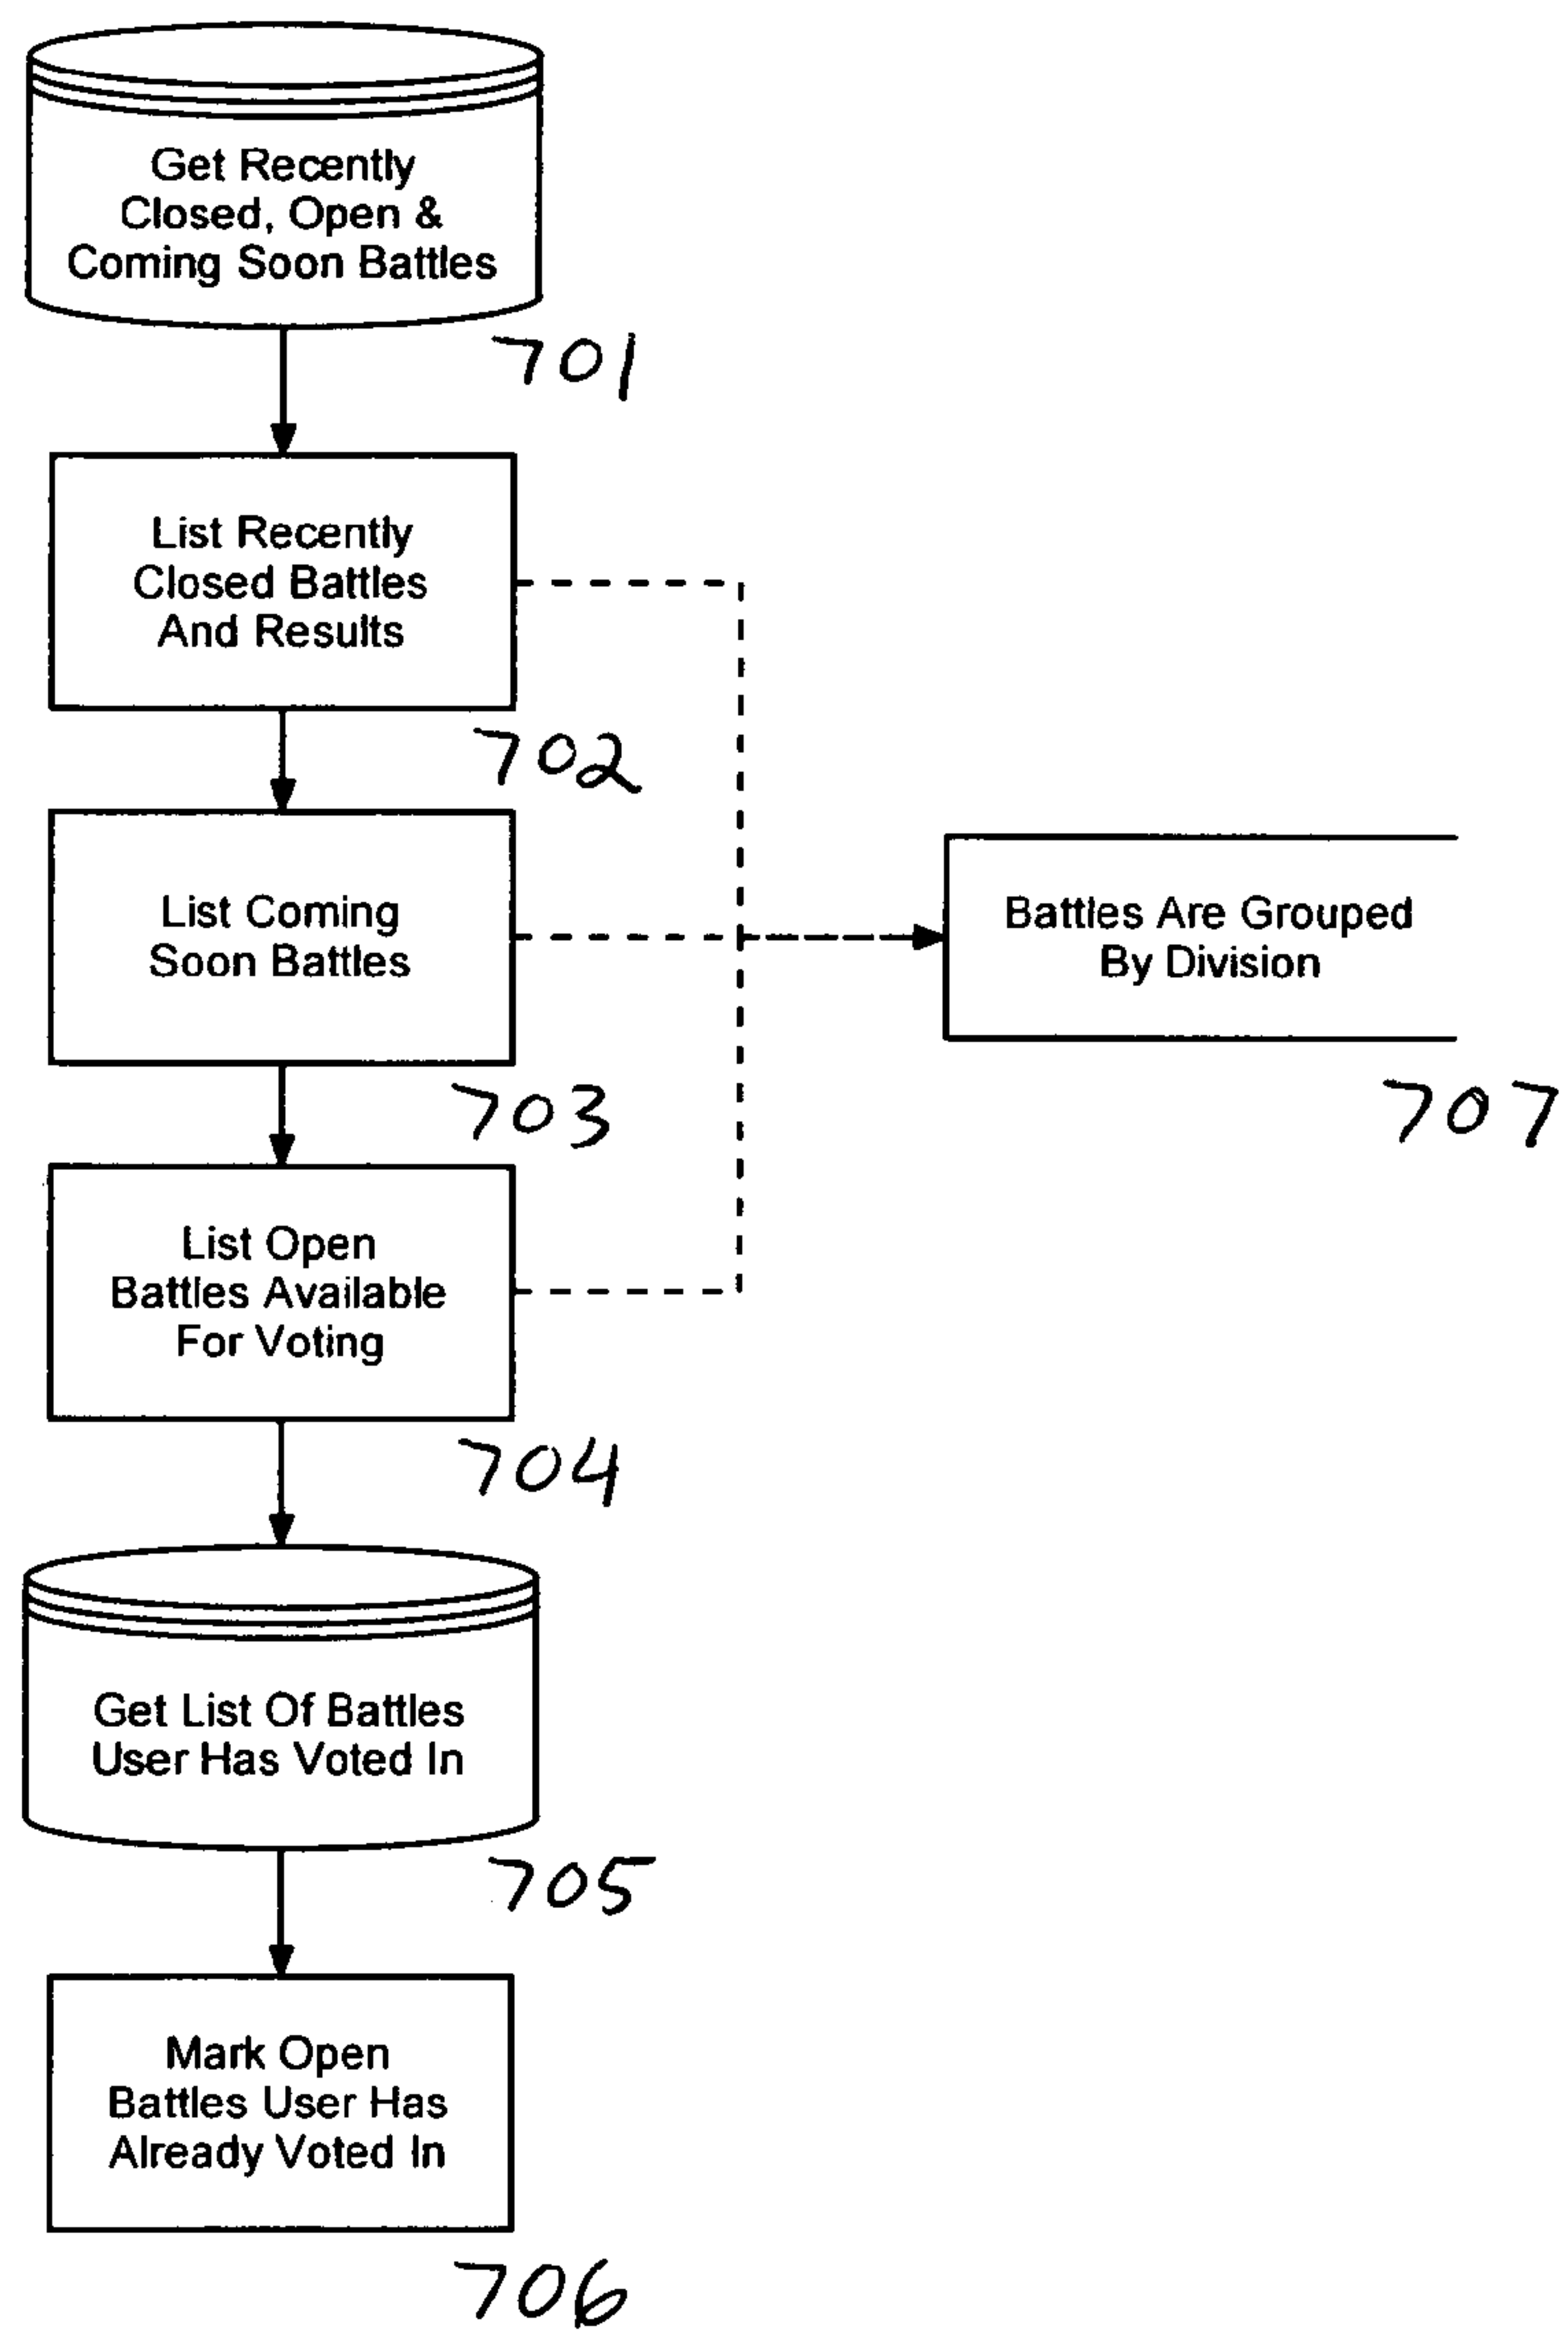 Get Recently
Closed, Open &
Coming Soon Battles
701
List Recently
Closed Battles
And Results
702
List Coming
Soon Battles
703
Battles Are Grouped
By Division
707
List Open
Battles Available
For Voting
704
Get List Of Battles
User Has Voted In
705
Mark Open
Battles User Has
Already Voted In
706